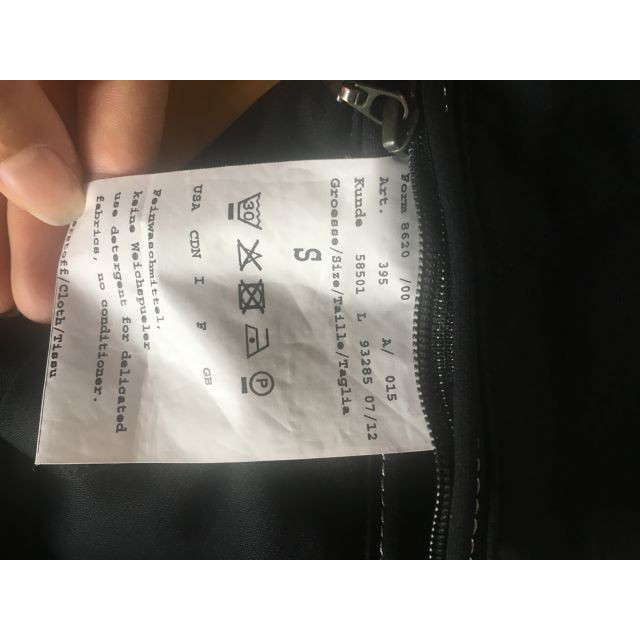 Form 8620 /00
Art. 395 A/ 015
Kunde 58501 L 93285 07/12
Groesse/Size/Taille/Taglia
S
30 P
USA CDN I F GB
Feinwaschmittel,
keine Weichspueler
use detergent for delicated
fabrics, no conditioner.
rstoff/Cloth/Tissu